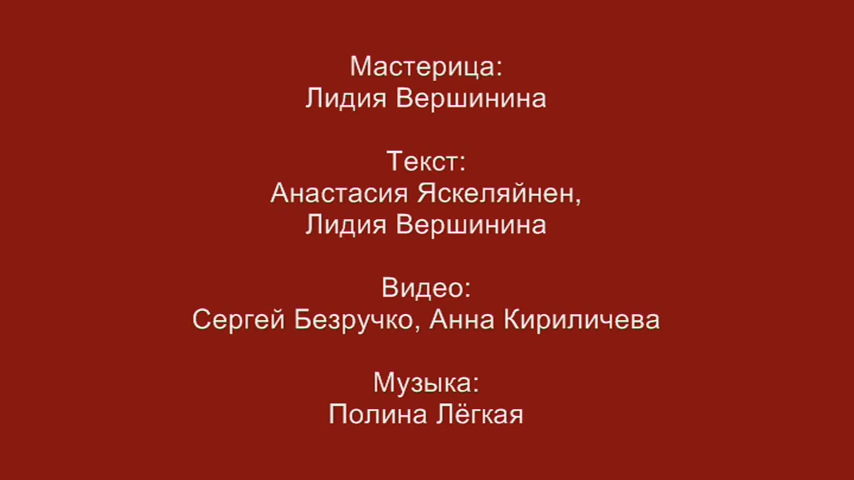 Мастерица:
Лидия Вершинина
Текст:
Анастасия Яскеляйнен,
Лидия Вершинина
Видео:
Сергей Безручко, Анна Кириличева
Музыка:
Полина Лёгкая